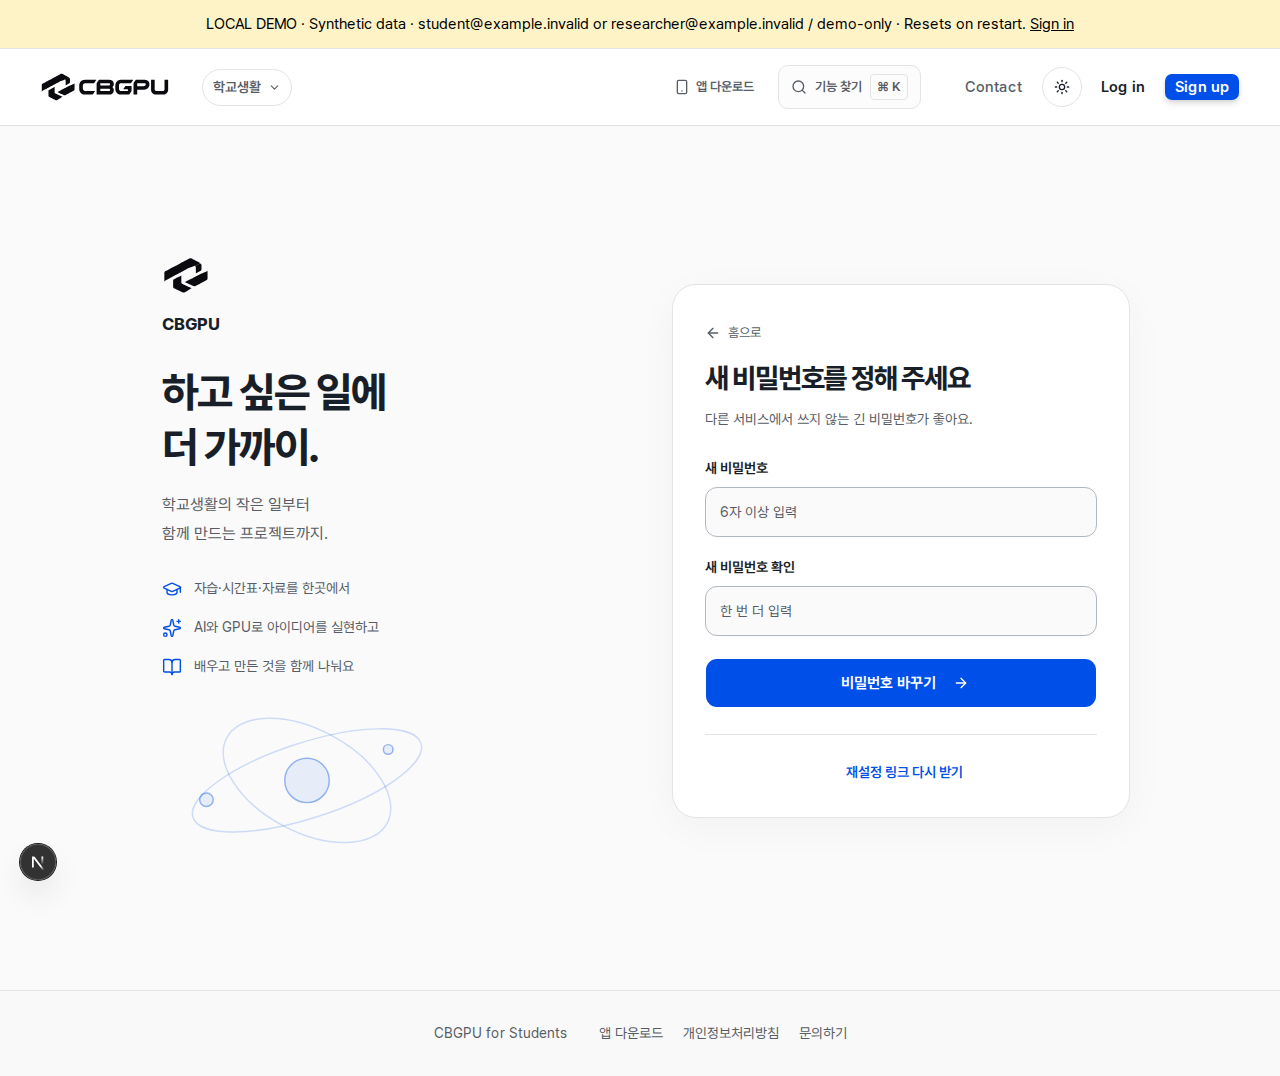 LOCAL DEMO · Synthetic data · student@example.invalid or researcher@example.invalid / demo-only · Resets on restart. Sign in
CBGPU
학교생활
앱 다운로드
기능 찾기 ⌘ K
Contact
Log in
Sign up
CBGPU
하고 싶은 일에
더 가까이.
학교생활의 작은 일부터
함께 만드는 프로젝트까지.
자습·시간표·자료를 한곳에서
AI와 GPU로 아이디어를 실현하고
배우고 만든 것을 함께 나눠요
홈으로
새 비밀번호를 정해 주세요
다른 서비스에서 쓰지 않는 긴 비밀번호가 좋아요.
새 비밀번호
6자 이상 입력
새 비밀번호 확인
한 번 더 입력
비밀번호 바꾸기
재설정 링크 다시 받기
N
CBGPU for Students
앱 다운로드
개인정보처리방침
문의하기